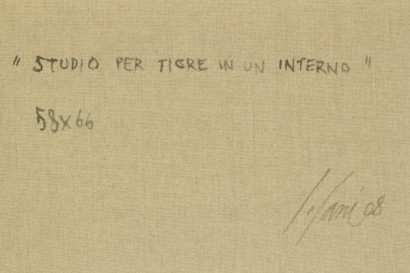 "STUDIO PER TIGRE IN UN INTERNO"
58x66
08